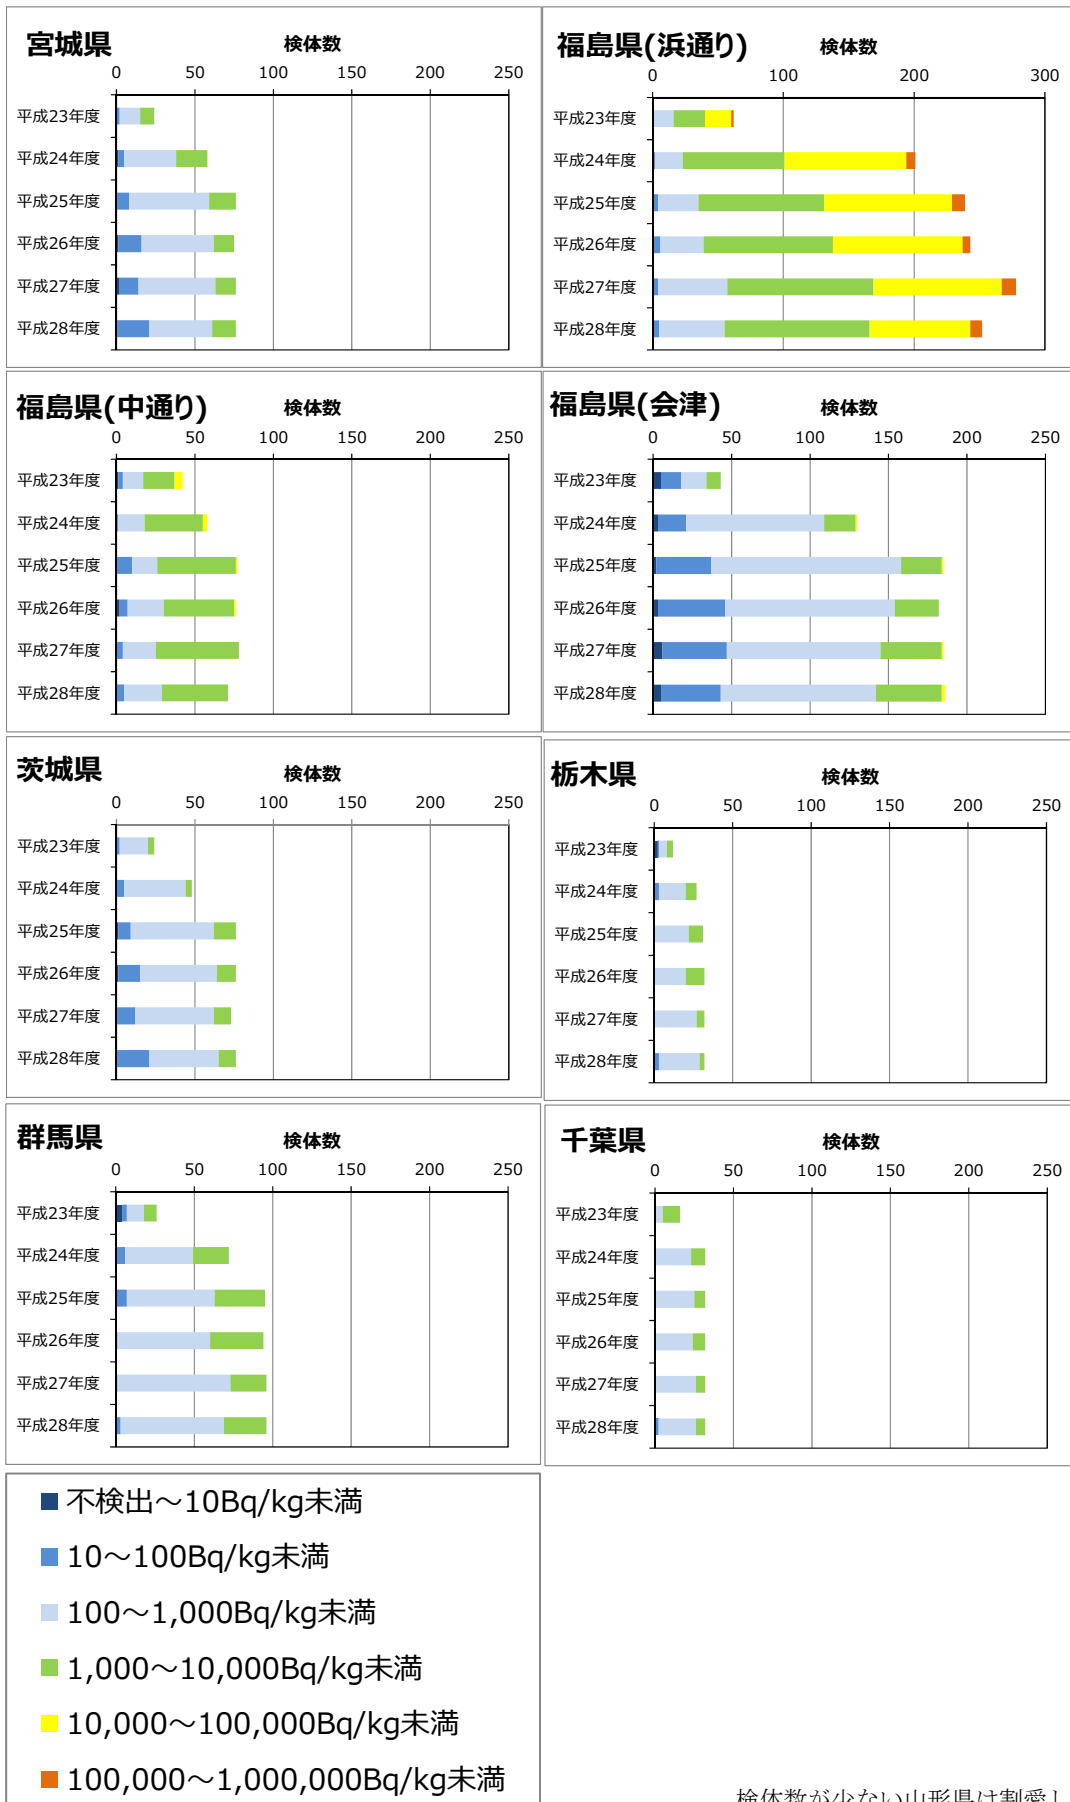 宮城県
検体数
0 50 100 150 200 250
平成23年度
平成24年度
平成25年度
平成26年度
平成27年度
平成28年度
福島県(浜通り)
検体数
0 100 200 300
平成23年度
平成24年度
平成25年度
平成26年度
平成27年度
平成28年度
福島県(中通り)
検体数
0 50 100 150 200 250
平成23年度
平成24年度
平成25年度
平成26年度
平成27年度
平成28年度
福島県(会津)
検体数
0 50 100 150 200 250
平成23年度
平成24年度
平成25年度
平成26年度
平成27年度
平成28年度
茨城県
検体数
0 50 100 150 200 250
平成23年度
平成24年度
平成25年度
平成26年度
平成27年度
平成28年度
栃木県
検体数
0 50 100 150 200 250
平成23年度
平成24年度
平成25年度
平成26年度
平成27年度
平成28年度
群馬県
検体数
0 50 100 150 200 250
平成23年度
平成24年度
平成25年度
平成26年度
平成27年度
平成28年度
千葉県
検体数
0 50 100 150 200 250
平成23年度
平成24年度
平成25年度
平成26年度
平成27年度
平成28年度
不検出～10Bq/kg未満
10～100Bq/kg未満
100～1,000Bq/kg未満
1,000～10,000Bq/kg未満
10,000～100,000Bq/kg未満
100,000～1,000,000Bq/kg未満
検体数が少ない山形県は割愛し